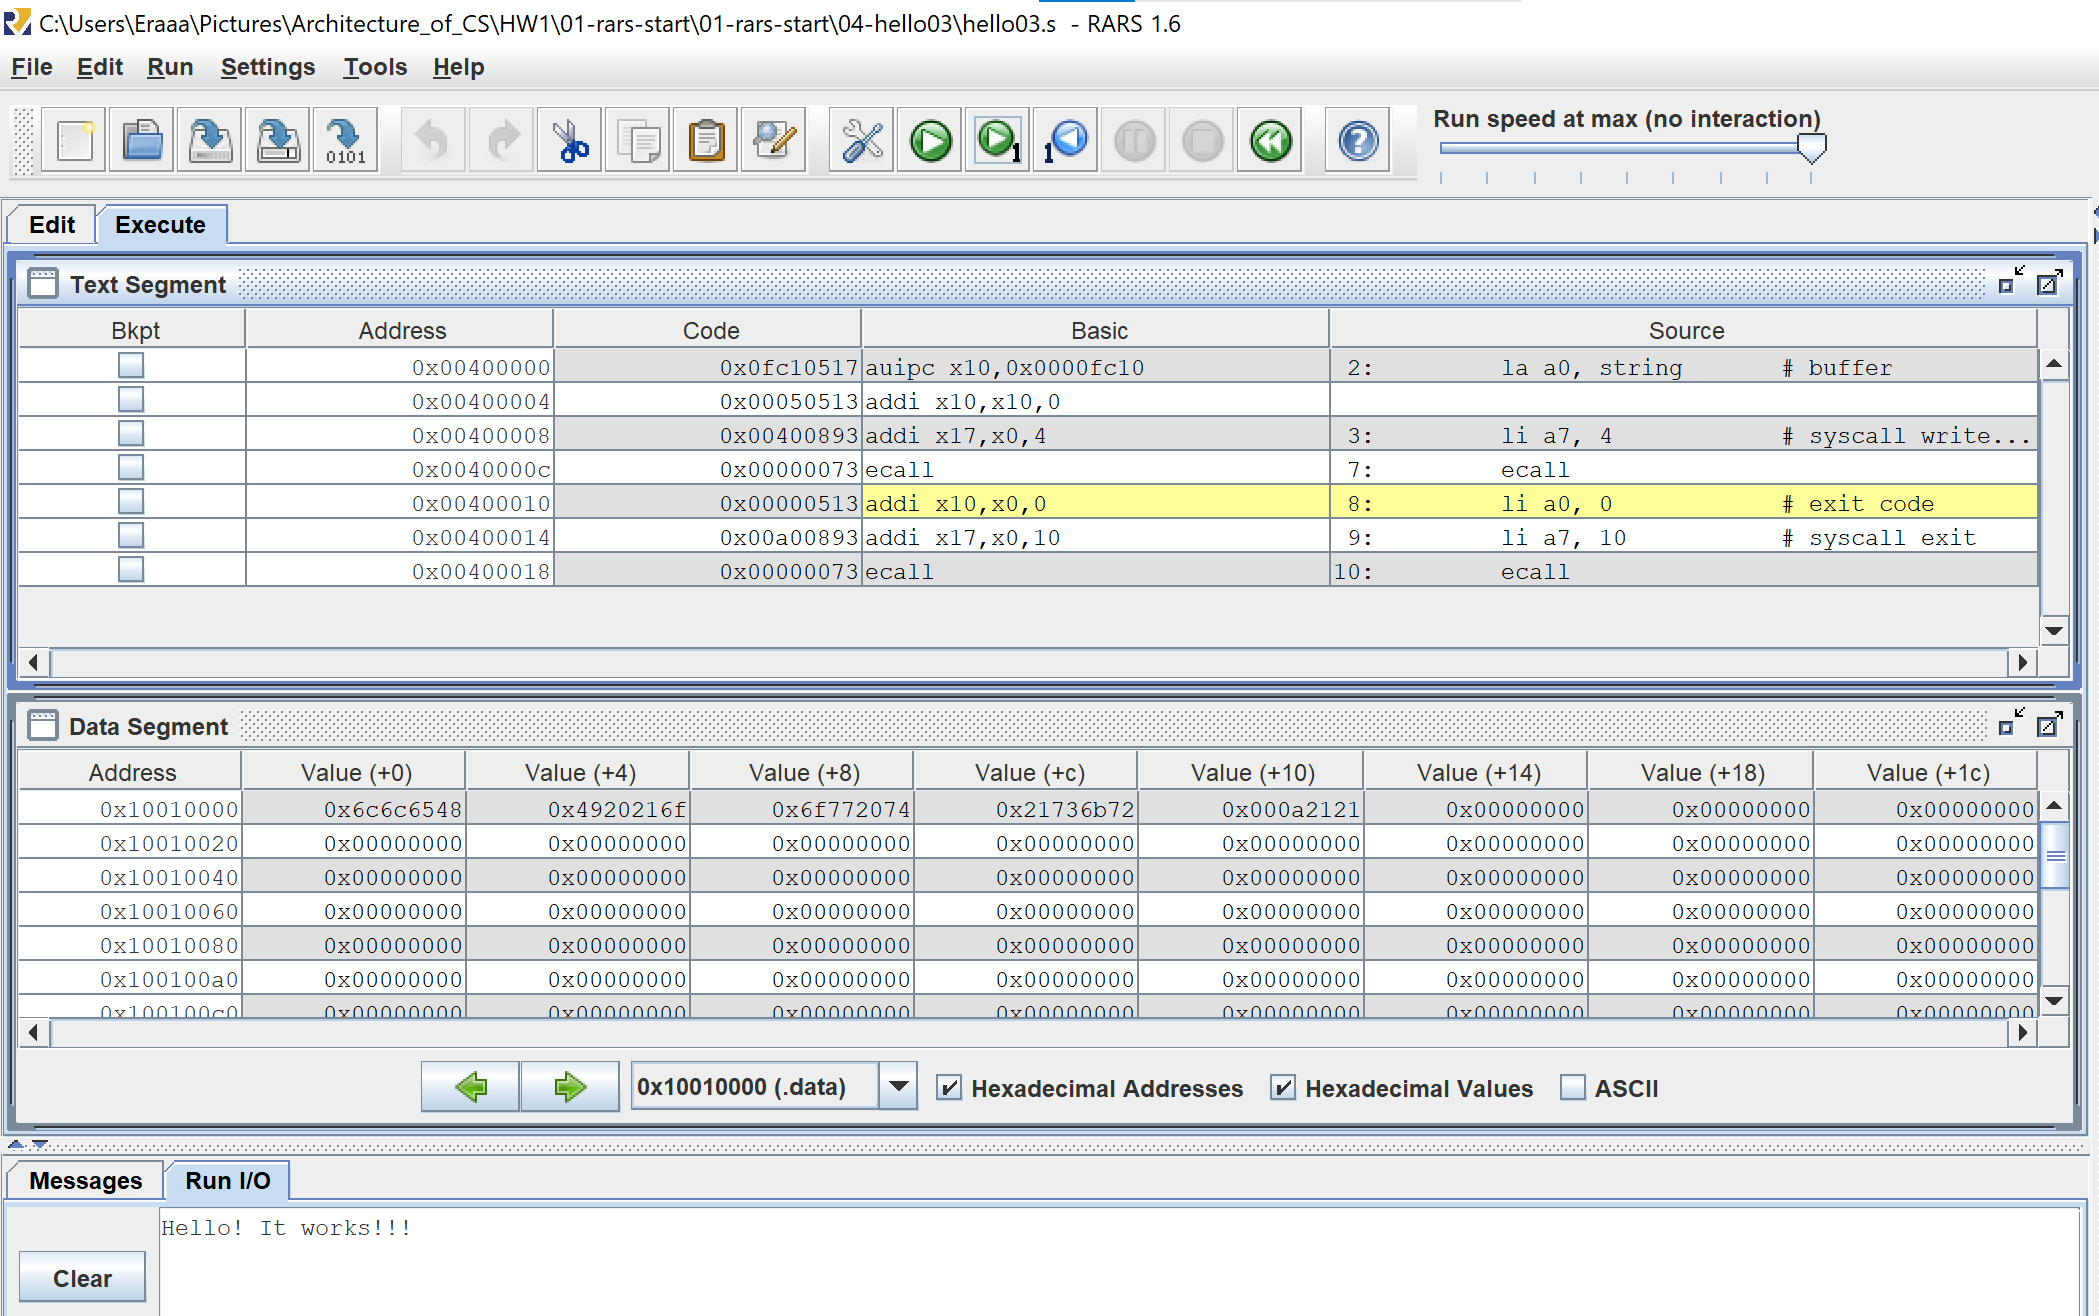 C:\Users\Eraaa\Pictures\Architecture_of_CS\HW1\01-rars-start\01-rars-start\04-hello03\hello03.s - RARS 1.6
File Edit Run Settings Tools Help
0101 1 1 Run speed at max (no interaction)
Edit Execute
Text Segment
Bkpt Address Code Basic Source
0x00400000 0x0fc10517 auipc x10,0x0000fc10 2: la a0, string # buffer
0x00400004 0x00050513 addi x10,x10,0
0x00400008 0x00400893 addi x17,x0,4 3: li a7, 4 # syscall write...
0x0040000c 0x00000073 ecall 7: ecall
0x00400010 0x00000513 addi x10,x0,0 8: li a0, 0 # exit code
0x00400014 0x00a00893 addi x17,x0,10 9: li a7, 10 # syscall exit
0x00400018 0x00000073 ecall 10: ecall
Data Segment
Address Value (+0) Value (+4) Value (+8) Value (+c) Value (+10) Value (+14) Value (+18) Value (+1c)
0x10010000 0x6c6c6548 0x4920216f 0x6f772074 0x21736b72 0x000a2121 0x00000000 0x00000000 0x00000000
0x10010020 0x00000000 0x00000000 0x00000000 0x00000000 0x00000000 0x00000000 0x00000000 0x00000000
0x10010040 0x00000000 0x00000000 0x00000000 0x00000000 0x00000000 0x00000000 0x00000000 0x00000000
0x10010060 0x00000000 0x00000000 0x00000000 0x00000000 0x00000000 0x00000000 0x00000000 0x00000000
0x10010080 0x00000000 0x00000000 0x00000000 0x00000000 0x00000000 0x00000000 0x00000000 0x00000000
0x100100a0 0x00000000 0x00000000 0x00000000 0x00000000 0x00000000 0x00000000 0x00000000 0x00000000
0x100100c0 0x00000000 0x00000000 0x00000000 0x00000000 0x00000000 0x00000000 0x00000000 0x00000000
0x10010000 (.data) Hexadecimal Addresses Hexadecimal Values ASCII
Messages Run I/O
Hello! It works!!!
Clear